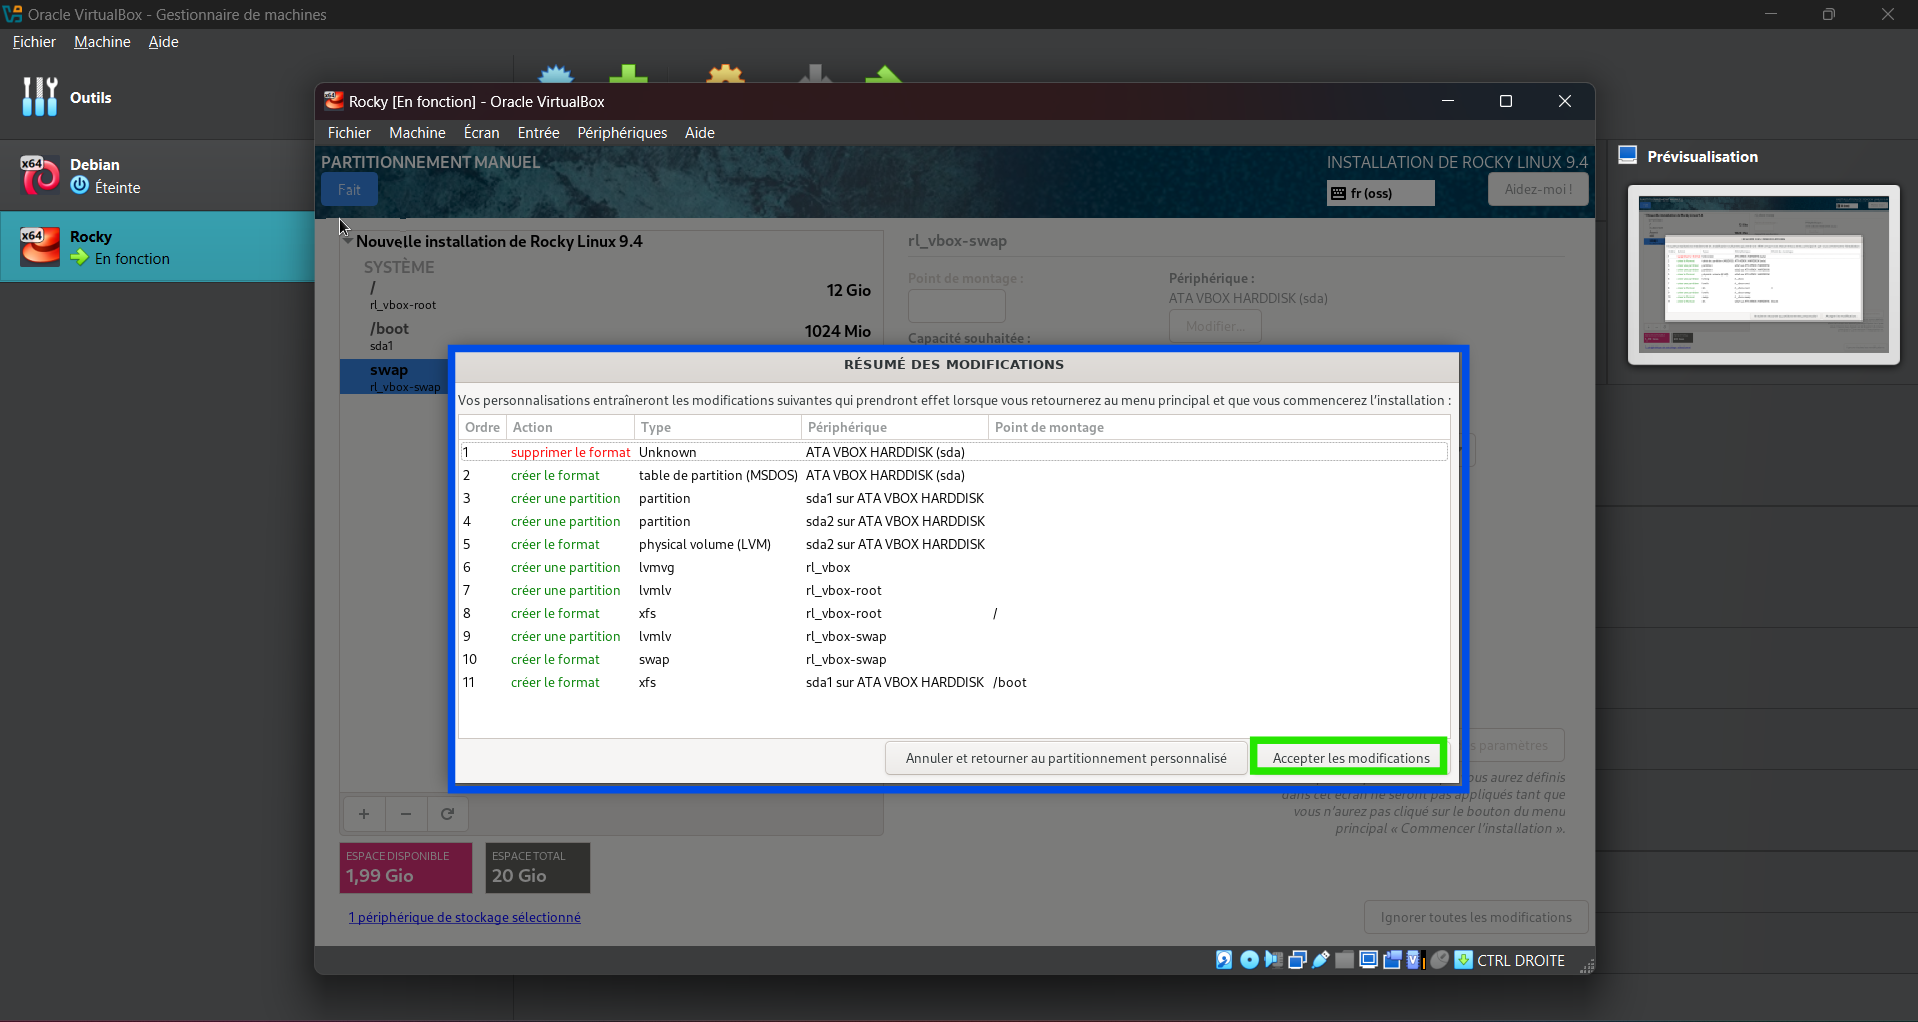 Oracle VirtualBox - Gestionnaire de machines
Fichier Machine Aide
Outils
x64 Debian
Éteinte
x64 Rocky
En fonction
Rocky [En fonction] - Oracle VirtualBox
Fichier Machine Écran Entrée Périphériques Aide
PARTITIONNEMENT MANUEL
INSTALLATION DE ROCKY LINUX 9.4
Fait
fr (oss)
Aidez-moi !
Prévisualisation
Nouvelle installation de Rocky Linux 9.4
SYSTÈME
/
rl_vbox-root
12 Gio
/boot
sda1
1024 Mio
swap
rl_vbox-swap
rl_vbox-swap
Point de montage :
Périphérique :
ATA VBOX HARDDISK (sda)
Modifier...
Capacité souhaitée :
RÉSUMÉ DES MODIFICATIONS
Vos personnalisations entraîneront les modifications suivantes qui prendront effet lorsque vous retournerez au menu principal et que vous commencerez l'installation :
Ordre Action Type Périphérique Point de montage
1 supprimer le format Unknown ATA VBOX HARDDISK (sda)
2 créer le format table de partition (MSDOS) ATA VBOX HARDDISK (sda)
3 créer une partition partition sda1 sur ATA VBOX HARDDISK
4 créer une partition partition sda2 sur ATA VBOX HARDDISK
5 créer le format physical volume (LVM) sda2 sur ATA VBOX HARDDISK
6 créer une partition lvmvg rl_vbox
7 créer une partition lvmlv rl_vbox-root
8 créer le format xfs rl_vbox-root /
9 créer une partition lvmlv rl_vbox-swap
10 créer le format swap rl_vbox-swap
11 créer le format xfs sda1 sur ATA VBOX HARDDISK /boot
Annuler et retourner au partitionnement personnalisé
Accepter les modifications
paramètres
aurez définis
dans cet écran ne seront pas appliqués tant que
vous n'aurez pas cliqué sur le bouton du menu
principal « Commencer l'installation ».
ESPACE DISPONIBLE
1,99 Gio
ESPACE TOTAL
20 Gio
1 périphérique de stockage sélectionné
Ignorer toutes les modifications
CTRL DROITE